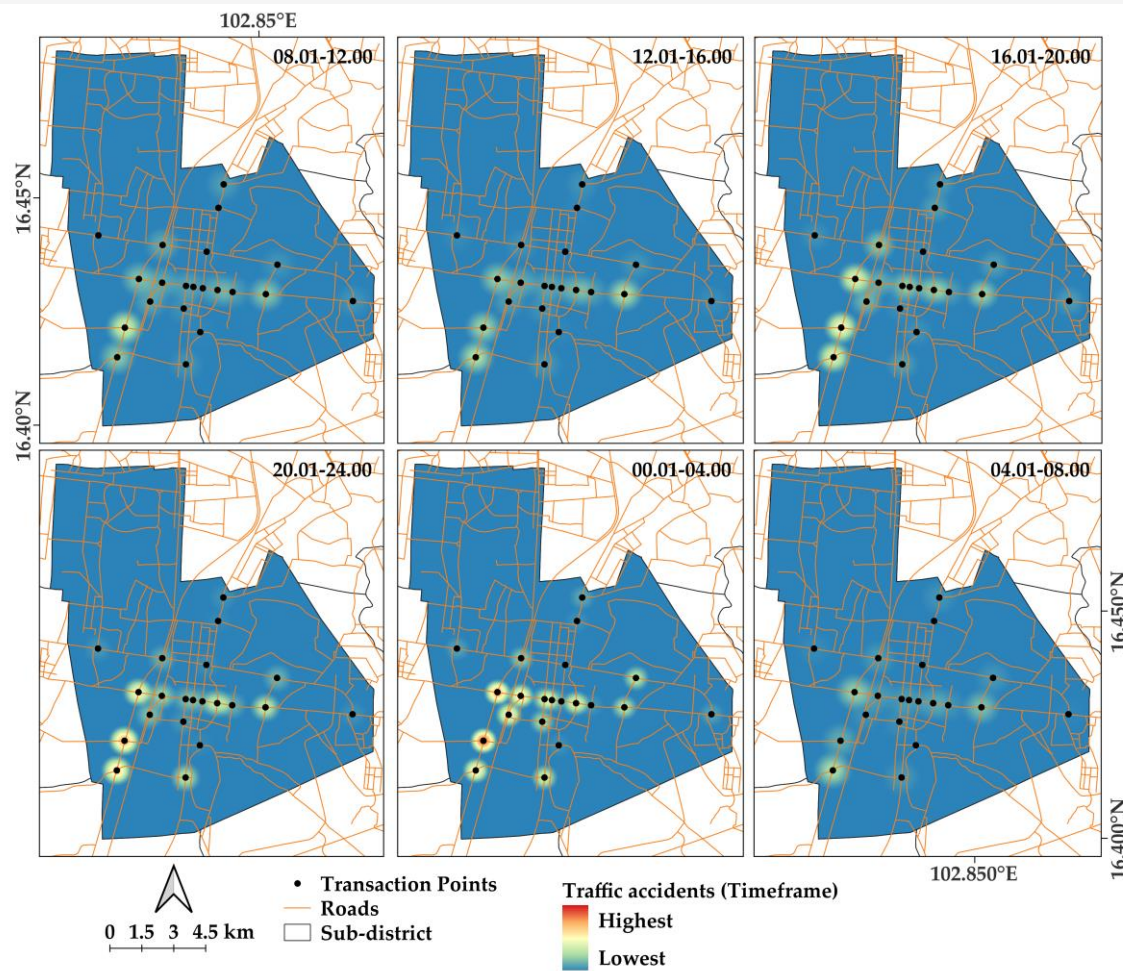 102.85°E
08.01-12.00
12.01-16.00
16.01-20.00
16.45°N
16.40°N
20.01-24.00
00.01-04.00
04.01-08.00
16.450°N
16.400°N
102.850°E
Transaction Points
Roads
Sub-district
0 1.5 3 4.5 km
Traffic accidents (Timeframe)
Highest
Lowest